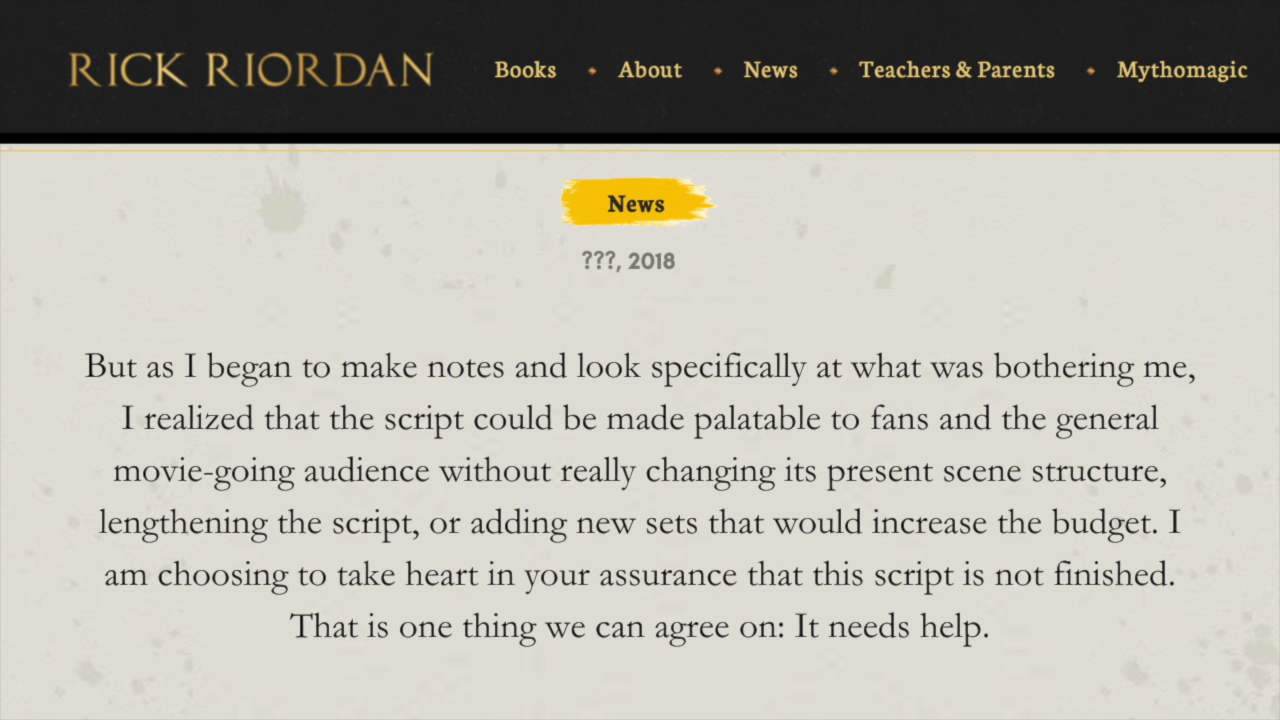 RICK RIORDAN Books About News Teachers & Parents Mythomagic
News
???, 2018
But as I began to make notes and look specifically at what was bothering me,
I realized that the script could be made palatable to fans and the general
movie-going audience without really changing its present scene structure,
lengthening the script, or adding new sets that would increase the budget. I
am choosing to take heart in your assurance that this script is not finished.
That is one thing we can agree on: It needs help.